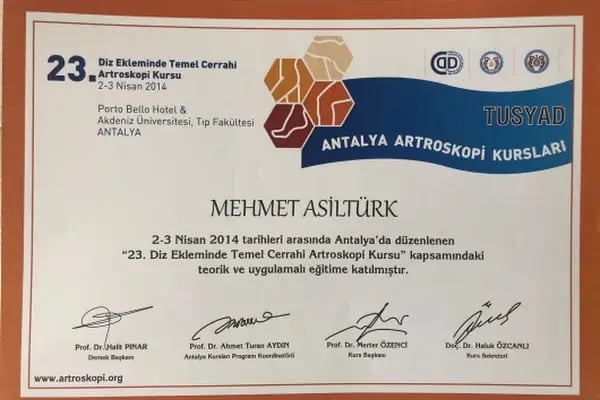 23. Diz Ekleminde Temel Cerrahi
Artroskopi Kursu
2-3 Nisan 2014
Porto Bello Hotel &
Akdeniz Üniversitesi, Tıp Fakültesi
ANTALYA
TUSYAD
ANTALYA ARTROSKOPİ KURSLARI
MEHMET ASİLTÜRK
2-3 Nisan 2014 tarihleri arasında Antalya'da düzenlenen
“23. Diz Ekleminde Temel Cerrahi Artroskopi Kursu” kapsamındaki
teorik ve uygulamalı eğitime katılmıştır.
Prof. Dr. Halit PINAR
Dernek Başkanı
Prof. Dr. Ahmet Turan AYDIN
Antalya Kursları Program Koordinatörü
Prof. Dr. Merter ÖZENCİ
Kurs Başkanı
Doç. Dr. Haluk ÖZCANLI
Kurs Sekreteri
www.artroskopi.org